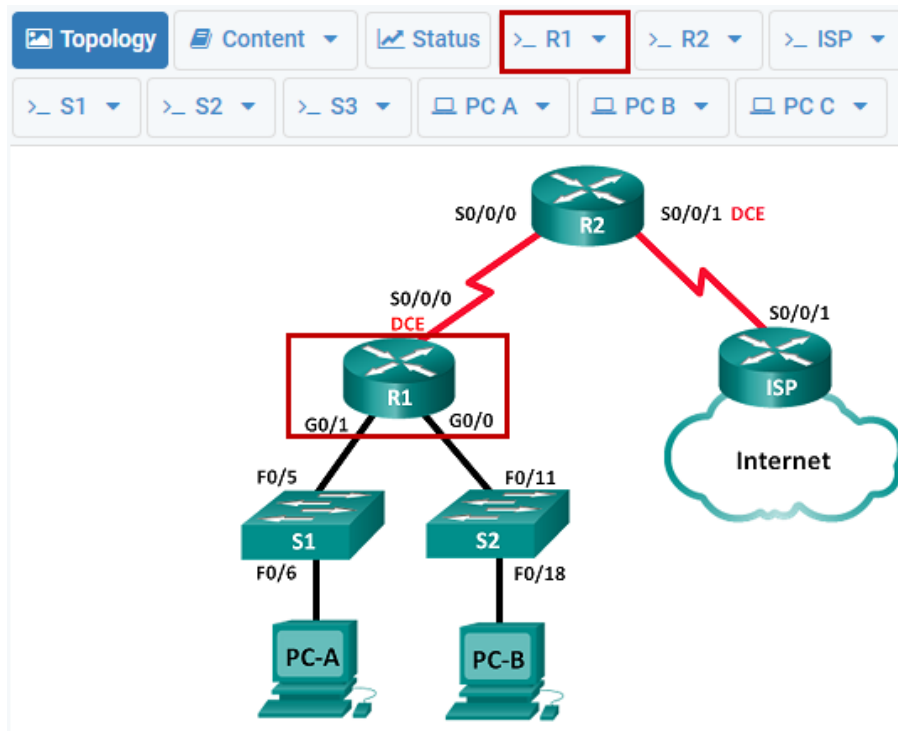 Topology Content Status >_ R1 >_ R2 >_ ISP
>_ S1 >_ S2 >_ S3 PC A PC B PC C
S0/0/0 R2 S0/0/1 DCE
S0/0/0
DCE
S0/0/1
R1
ISP
G0/1 G0/0
Internet
F0/5 F0/11
S1 S2
F0/6 F0/18
PC-A PC-B